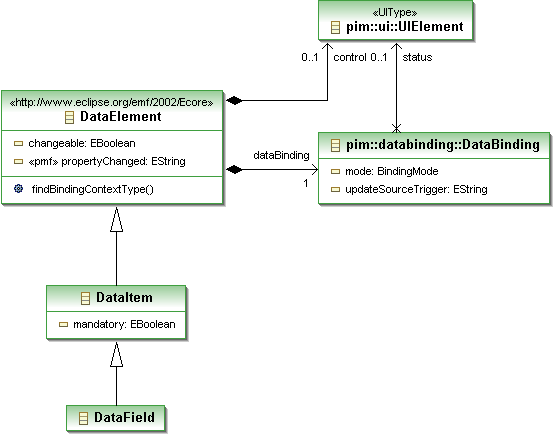 «UIType»
pim::ui::UIElement
0..1 control 0..1 status
«http://www.eclipse.org/emf/2002/Ecore»
DataElement
changeable: EBoolean
«pmf» propertyChanged: EString
findBindingContextType()
dataBinding
1
pim::databinding::DataBinding
mode: BindingMode
updateSourceTrigger: EString
DataItem
mandatory: EBoolean
DataField